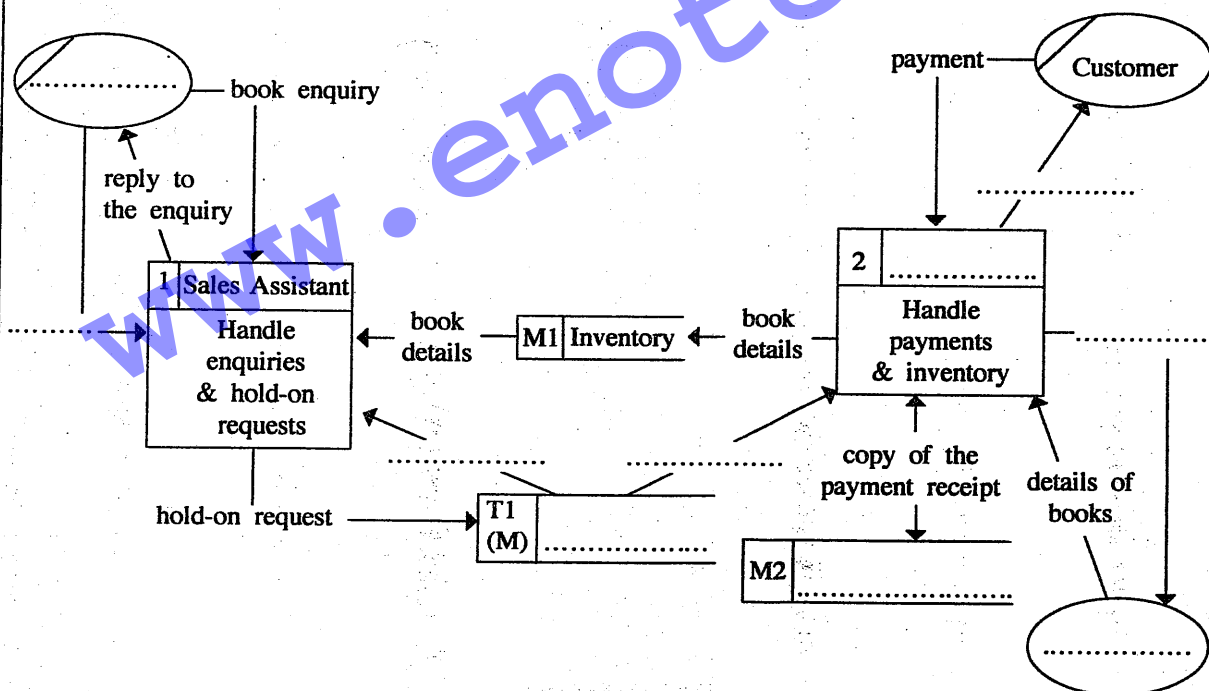 payment
Customer
book enquiry
reply to
the enquiry
1 Sales Assistant
Handle
enquiries
& hold-on
requests
book
details
M1 Inventory
book
details
2
Handle
payments
& inventory
copy of the
payment receipt
details of
books
hold-on request
T1
(M)
M2
www.enot